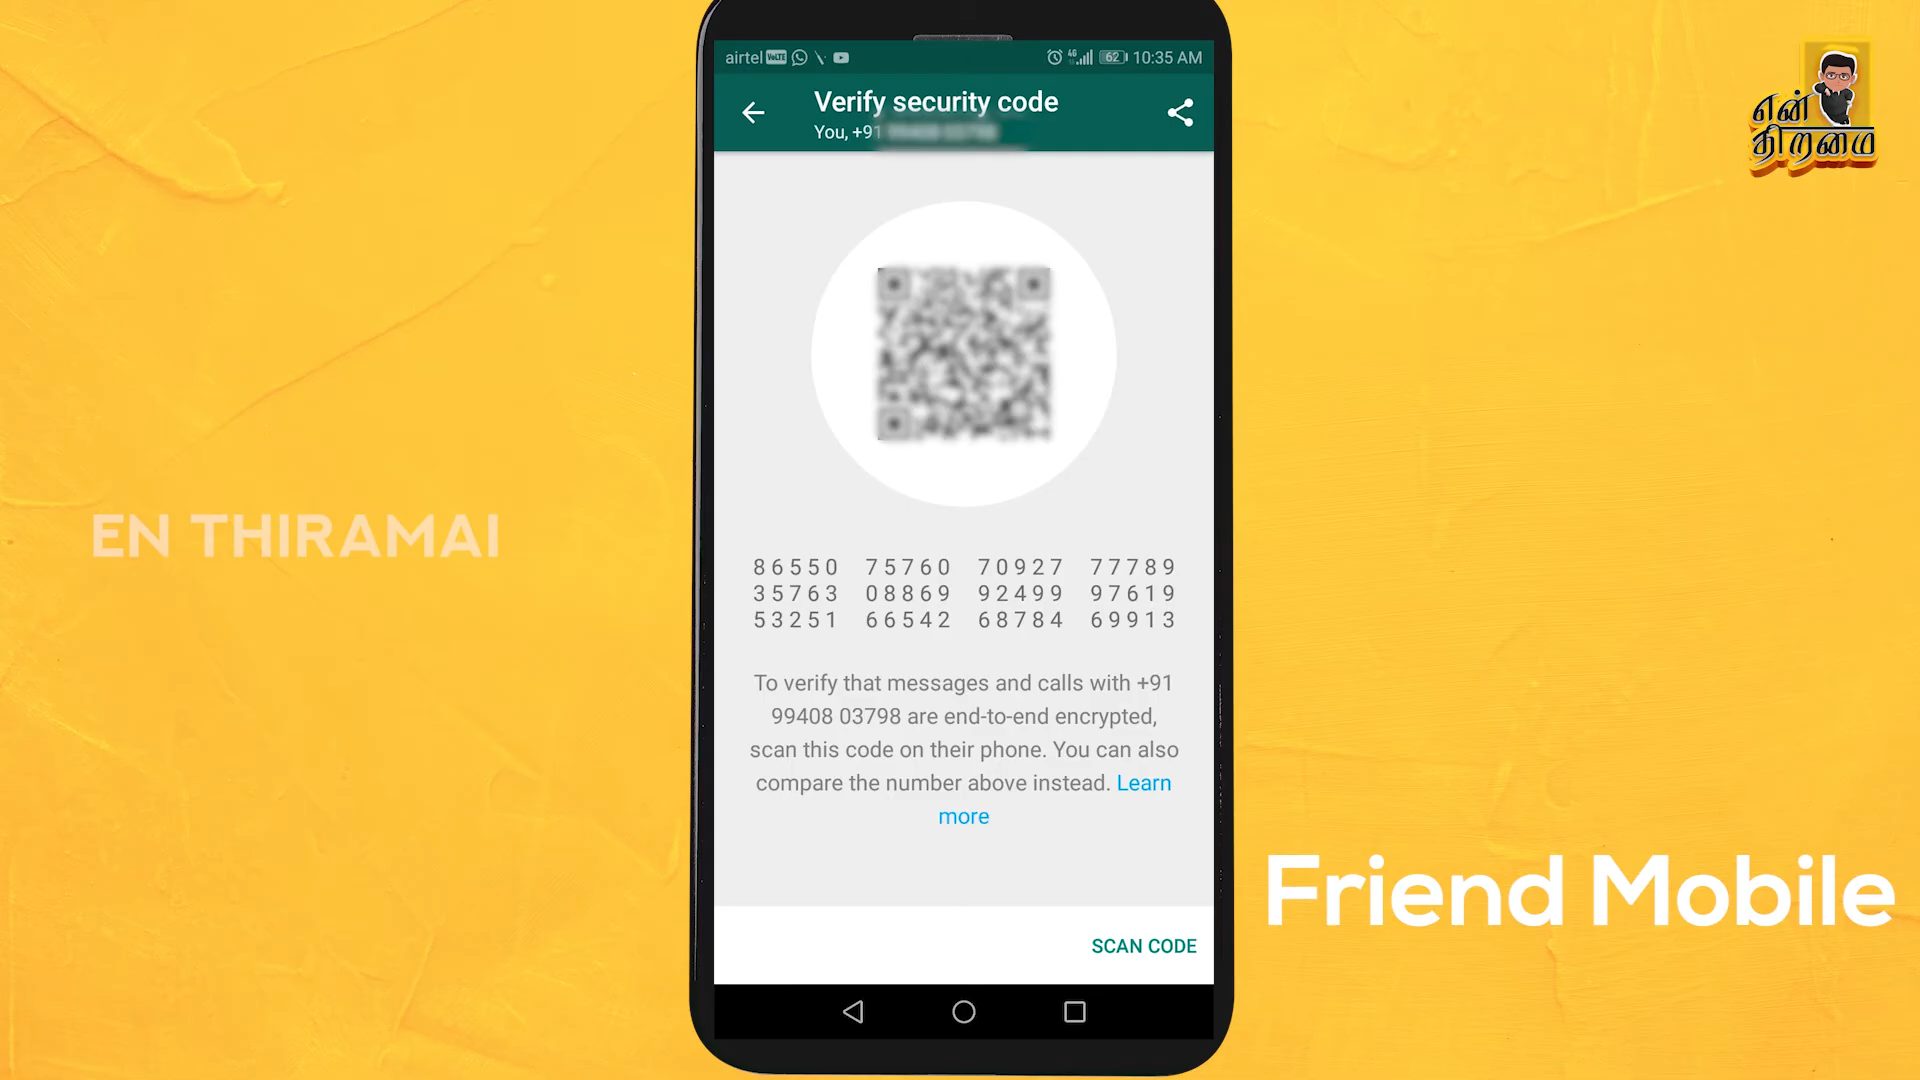 airtel VoLTE 4G 62 10:35 AM
Verify security code
You, +91
என்
திறமை
EN THIRAMAI
86550 75760 70927 77789
35763 08869 92499 97619
53251 66542 68784 69913
To verify that messages and calls with +91
99408 03798 are end-to-end encrypted,
scan this code on their phone. You can also
compare the number above instead. Learn
more
Friend Mobile
SCAN CODE